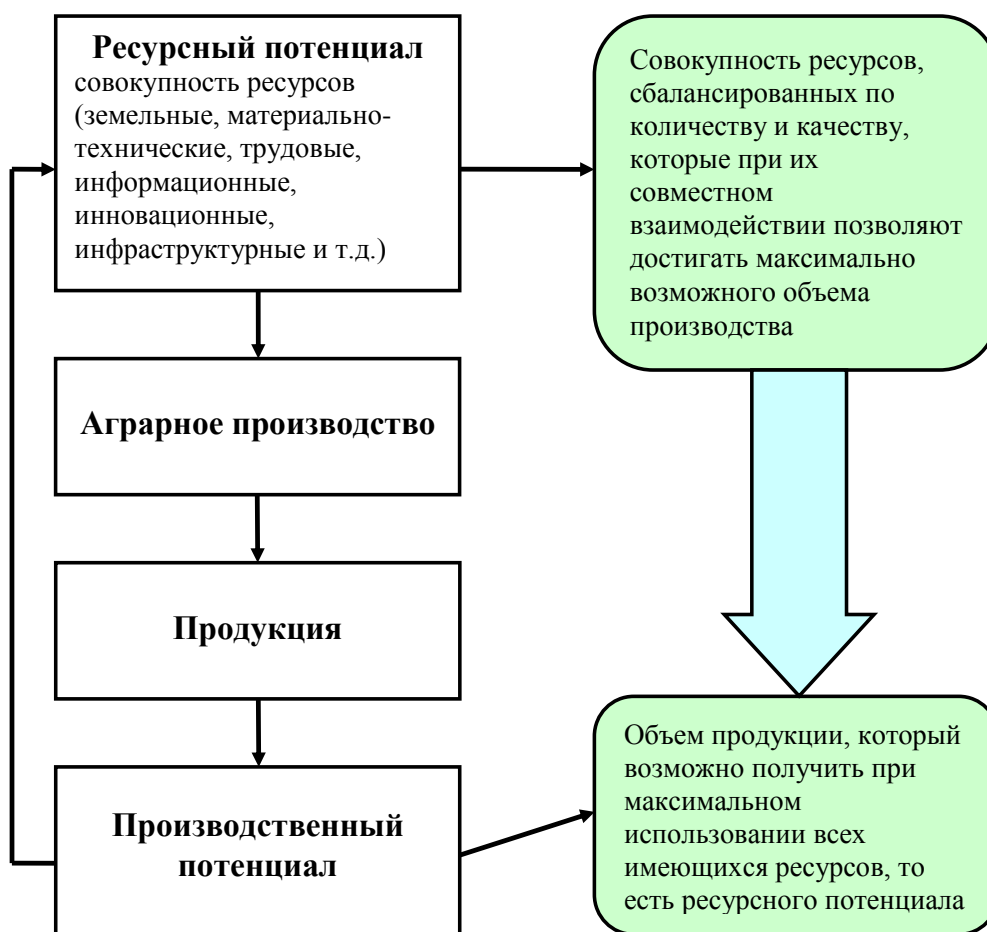 Ресурсный потенциал
совокупность ресурсов
(земельные, материально-
технические, трудовые,
информационные,
инновационные,
инфраструктурные и т.д.)
Совокупность ресурсов,
сбалансированных по
количеству и качеству,
которые при их
совместном
взаимодействии позволяют
достигать максимально
возможного объема
производства
Аграрное производство
Продукция
Производственный
потенциал
Объем продукции, который
возможно получить при
максимальном
использовании всех
имеющихся ресурсов, то
есть ресурсного потенциала